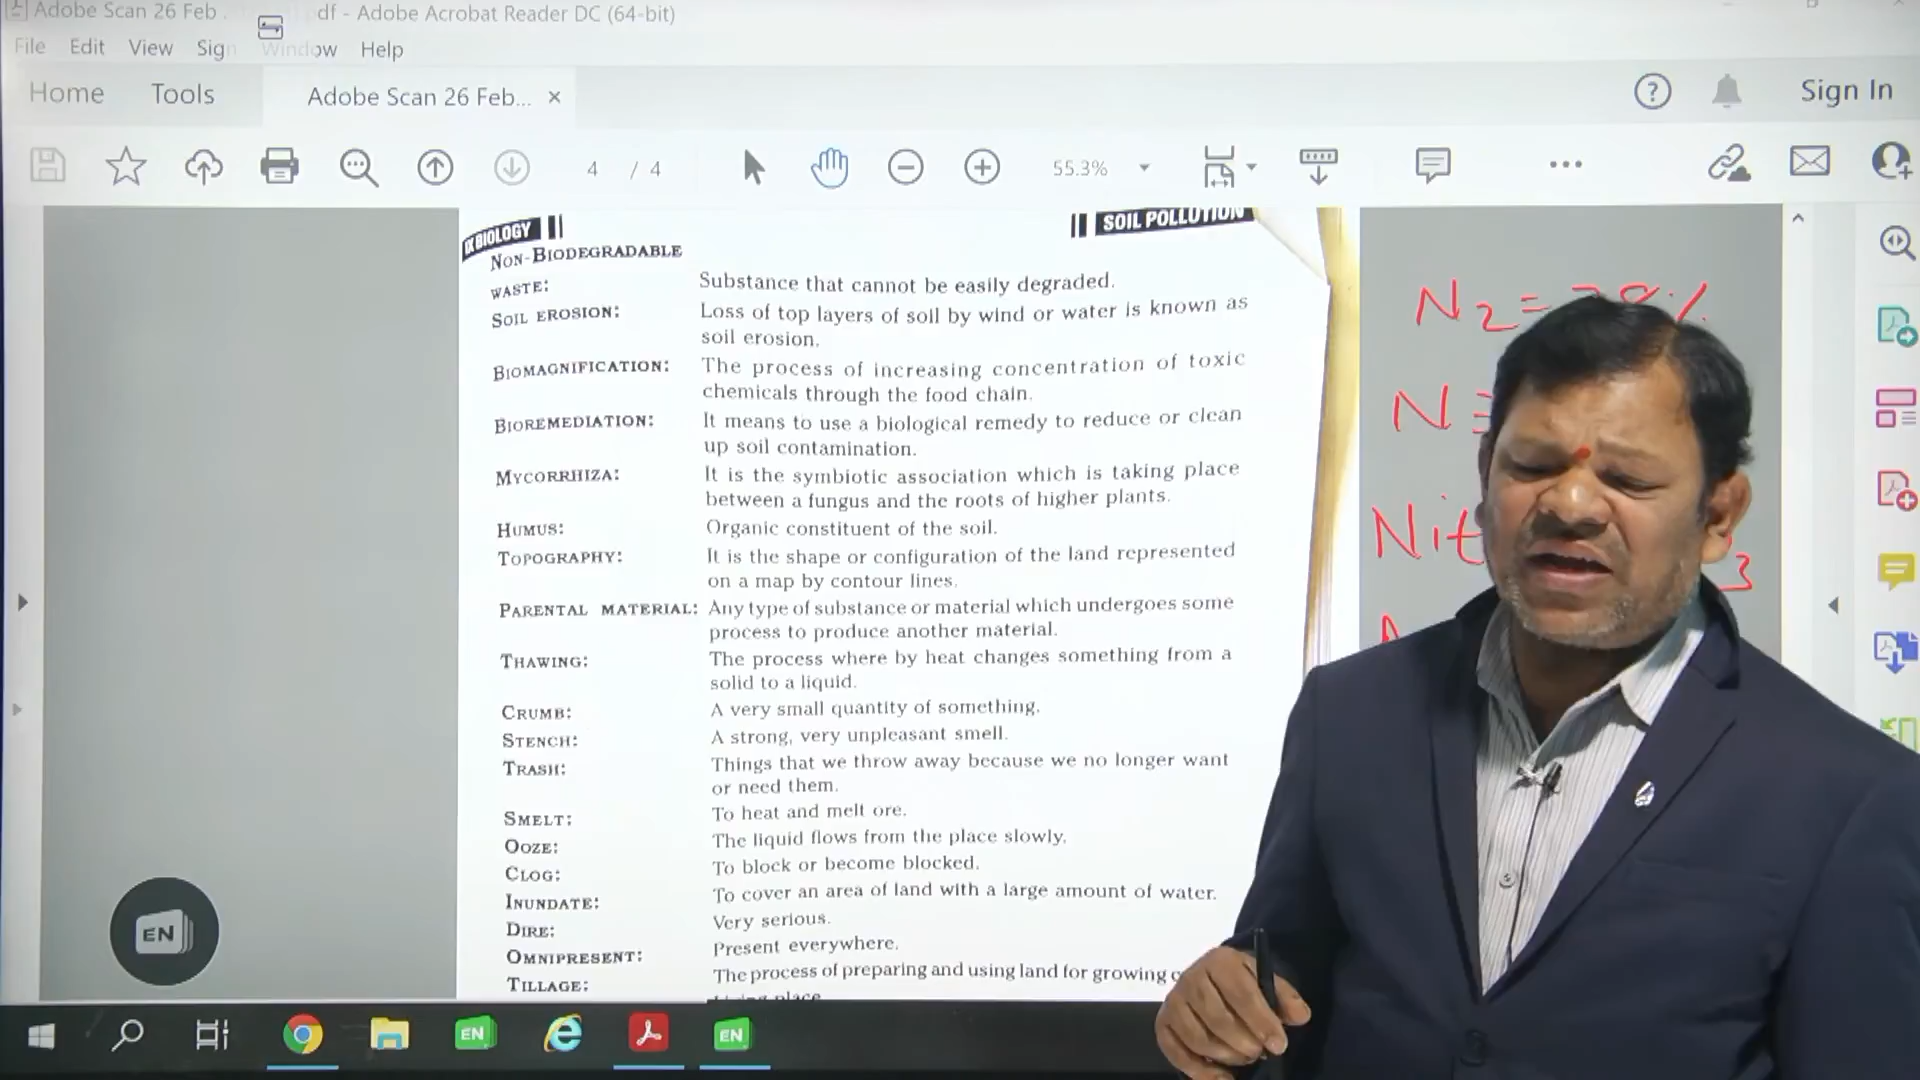 Adobe Scan 26 Feb
df - Adobe Acrobat Reader DC (64-bit)
File Edit View Sign Window Help
Home Tools Adobe Scan 26 Feb... ×
Sign In
4 / 4
55.3%
IX BIOLOGY
SOIL POLLUTION
NON-BIODEGRADABLE
WASTE: Substance that cannot be easily degraded.
SOIL EROSION: Loss of top layers of soil by wind or water is known as
soil erosion.
BIOMAGNIFICATION: The process of increasing concentration of toxic
chemicals through the food chain.
BIOREMEDIATION: It means to use a biological remedy to reduce or clean
up soil contamination.
MYCORRHIZA: It is the symbiotic association which is taking place
between a fungus and the roots of higher plants.
HUMUS: Organic constituent of the soil.
TOPOGRAPHY: It is the shape or configuration of the land represented
on a map by contour lines.
PARENTAL MATERIAL: Any type of substance or material which undergoes some
process to produce another material.
THAWING: The process where by heat changes something from a
solid to a liquid.
CRUMB: A very small quantity of something.
STENCH: A strong, very unpleasant smell.
TRASH: Things that we throw away because we no longer want
or need them.
SMELT: To heat and melt ore.
OOZE: The liquid flows from the place slowly.
CLOG: To block or become blocked.
INUNDATE: To cover an area of land with a large amount of water.
DIRE: Very serious.
OMNIPRESENT: Present everywhere.
TILLAGE: The process of preparing and using land for growing
place
N2 = %
N ≡
Nit
3
EN
EN
EN